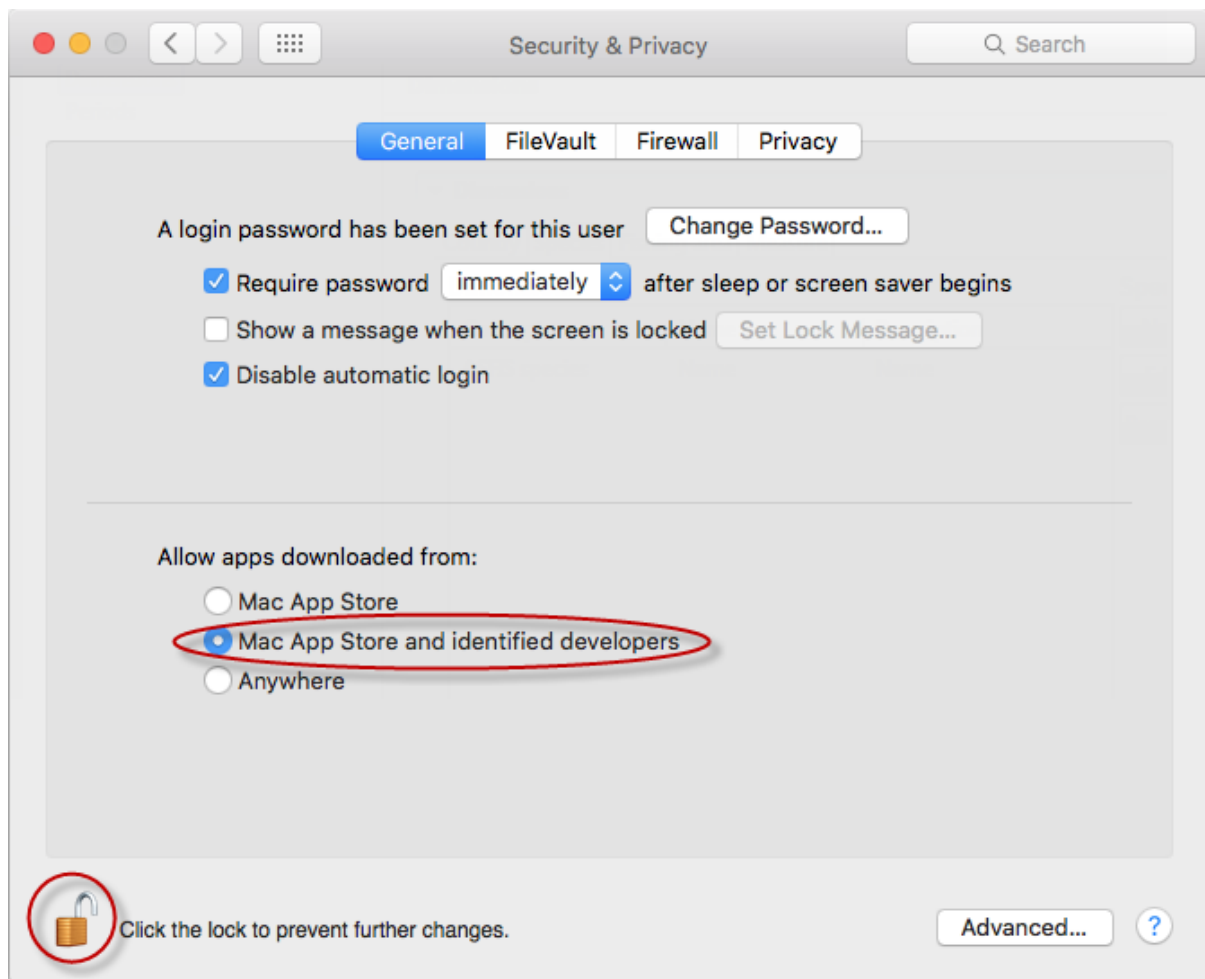 Security & Privacy
Search
General FileVault Firewall Privacy
A login password has been set for this user Change Password...
Require password immediately after sleep or screen saver begins
Show a message when the screen is locked Set Lock Message...
Disable automatic login
Allow apps downloaded from:
Mac App Store
Mac App Store and identified developers
Anywhere
Click the lock to prevent further changes.
Advanced... ?